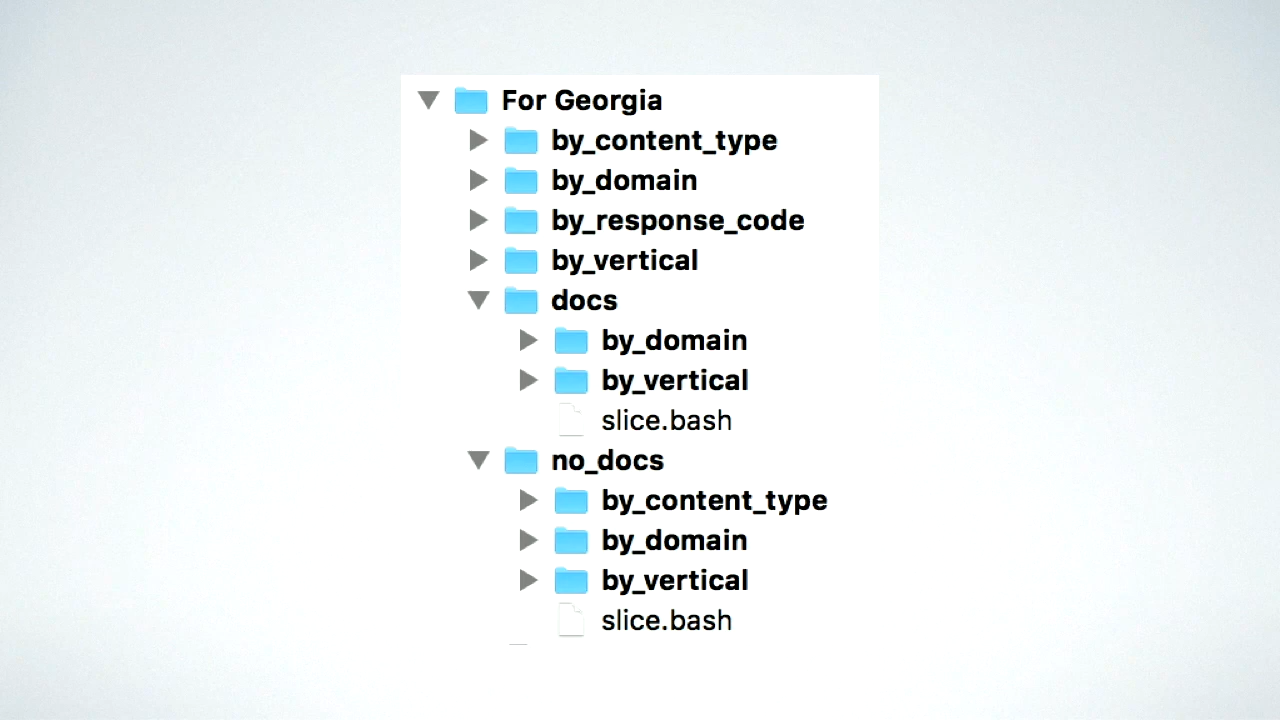 For Georgia
by_content_type
by_domain
by_response_code
by_vertical
docs
by_domain
by_vertical
slice.bash
no_docs
by_content_type
by_domain
by_vertical
slice.bash